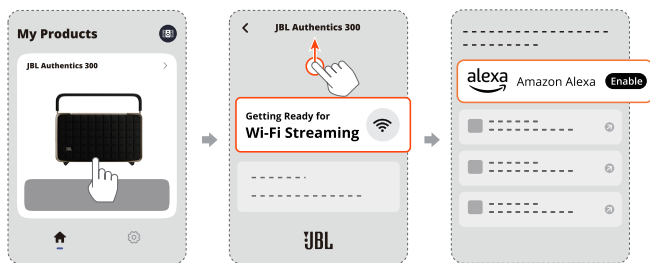 My Products
JBL Authentics 300
JBL Authentics 300
Getting Ready for
Wi-Fi Streaming
JBL
alexa
Amazon Alexa
Enable